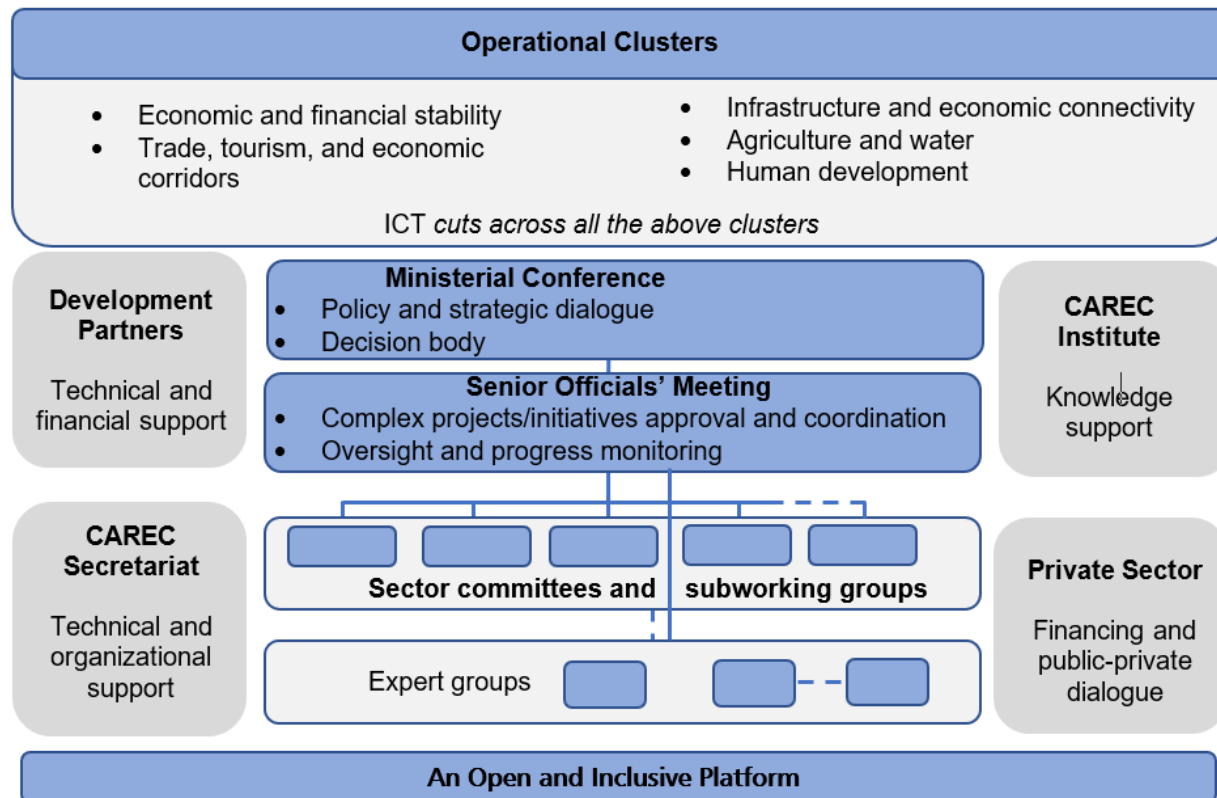 Operational Clusters
• Economic and financial stability
• Trade, tourism, and economic
corridors
• Infrastructure and economic connectivity
• Agriculture and water
• Human development
ICT cuts across all the above clusters
Development
Partners
Technical and
financial support
Ministerial Conference
• Policy and strategic dialogue
• Decision body
Senior Officials’ Meeting
• Complex projects/initiatives approval and coordination
• Oversight and progress monitoring
CAREC
Institute
Knowledge
support
CAREC
Secretariat
Technical and
organizational
support
Sector committees and subworking groups
Expert groups
Private Sector
Financing and
public-private
dialogue
An Open and Inclusive Platform